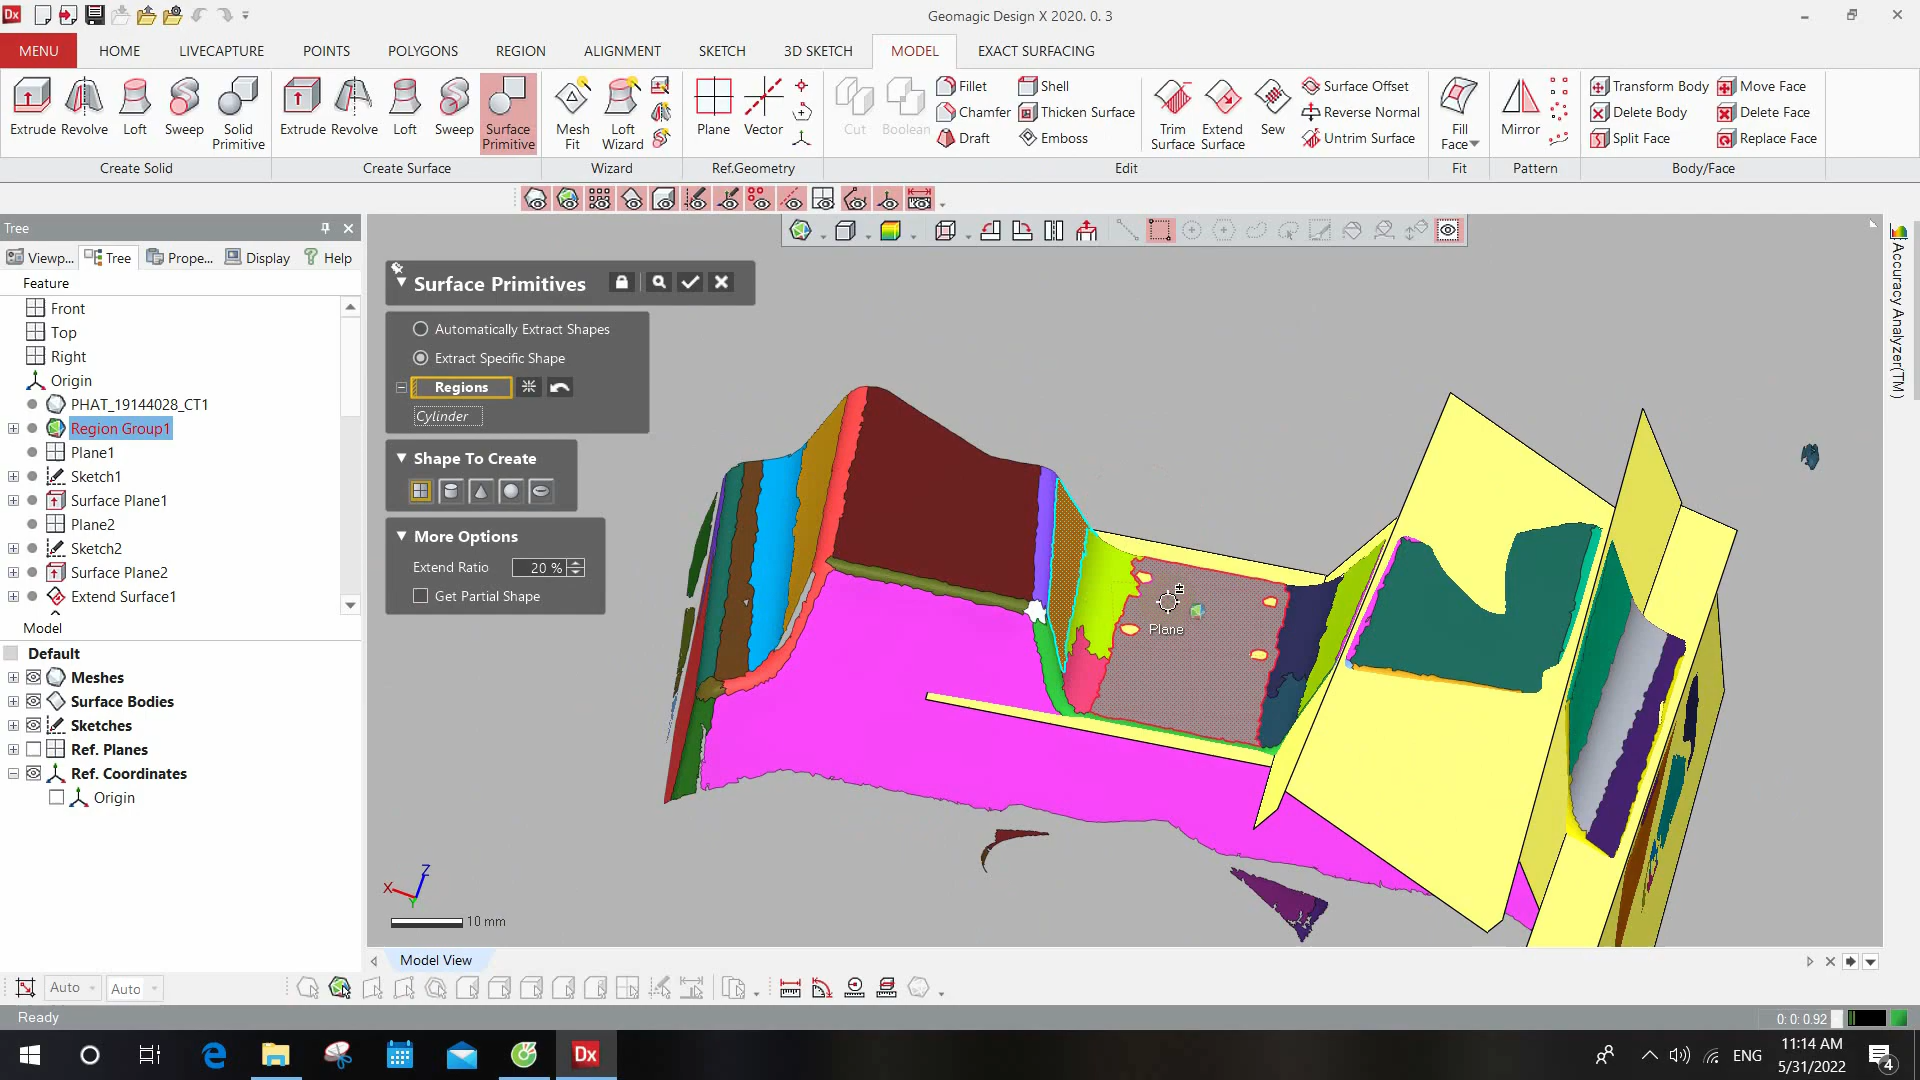 Dx
Geomagic Design X 2020. 0. 3
MENU
HOME
LIVECAPTURE
POINTS
POLYGONS
REGION
ALIGNMENT
SKETCH
3D SKETCH
MODEL
EXACT SURFACING
Extrude
Revolve
Loft
Sweep
Solid
Primitive
Create Solid
Extrude
Revolve
Loft
Sweep
Surface
Primitive
Create Surface
Mesh
Fit
Loft
Wizard
Wizard
Plane
Vector
Ref.Geometry
Cut
Boolean
Fillet
Chamfer
Draft
Shell
Thicken Surface
Emboss
Trim
Surface
Extend
Surface
Sew
Surface Offset
Reverse Normal
Untrim Surface
Edit
Fill
Face
Fit
Mirror
Pattern
Transform Body
Delete Body
Split Face
Move Face
Delete Face
Replace Face
Body/Face
Tree
Viewp...
Tree
Prope...
Display
Help
Feature
Front
Top
Right
Origin
PHAT_19144028_CT1
Region Group1
Plane1
Sketch1
Surface Plane1
Plane2
Sketch2
Surface Plane2
Extend Surface1
Model
Default
Meshes
Surface Bodies
Sketches
Ref. Planes
Ref. Coordinates
Origin
Surface Primitives
Automatically Extract Shapes
Extract Specific Shape
Regions
Cylinder
Shape To Create
More Options
Extend Ratio
20 %
Get Partial Shape
Plane
X
Z
Y
10 mm
Accuracy Analyzer(TM)
Model View
Auto
Auto
Ready
0: 0: 0.92
Dx
ENG
11:14 AM
5/31/2022
4